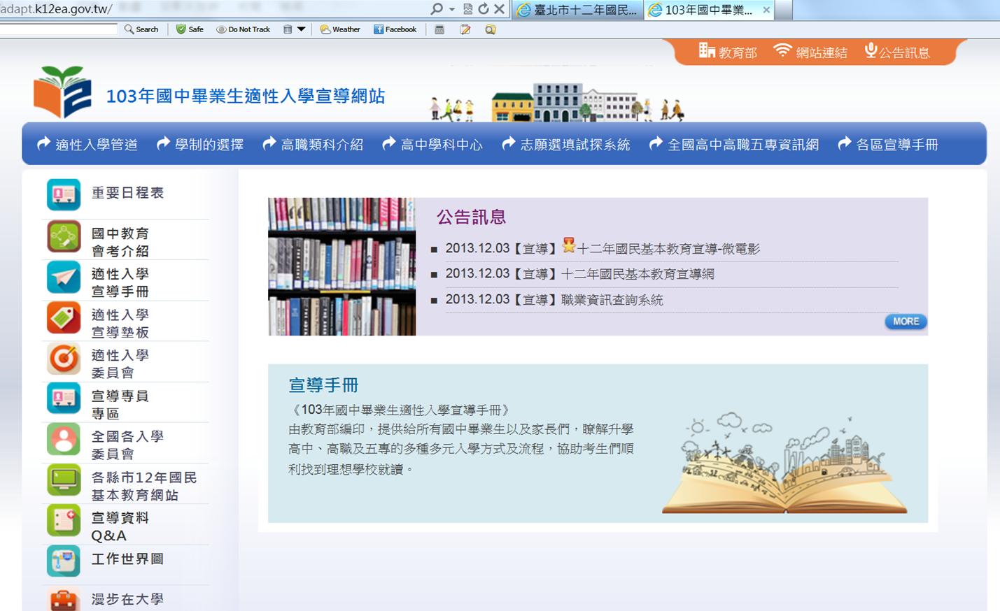 adapt.k12ea.gov.tw/
臺北市十二年國民...
103年國中畢業...
Search
Safe
Do Not Track
Weather
Facebook
教育部
網站連結
公告訊息
103年國中畢業生適性入學宣導網站
適性入學管道
學制的選擇
高職類科介紹
高中學科中心
志願選填試探系統
全國高中高職五專資訊網
各區宣導手冊
重要日程表
國中教育
會考介紹
適性入學
宣導手冊
適性入學
宣導墊板
適性入學
委員會
宣導專員
專區
全國各入學
委員會
各縣市12年國民
基本教育網站
宣導資料
Q&A
工作世界圖
漫步在大學
公告訊息
2013.12.03【宣導】十二年國民基本教育宣導-微電影
2013.12.03【宣導】十二年國民基本教育宣導網
2013.12.03【宣導】職業資訊查詢系統
MORE
宣導手冊
《103年國中畢業生適性入學宣導手冊》
由教育部編印，提供給所有國中畢業生以及家長們，瞭解升學
高中、高職及五專的多種多元入學方式及流程，協助考生們順
利找到理想學校就讀。